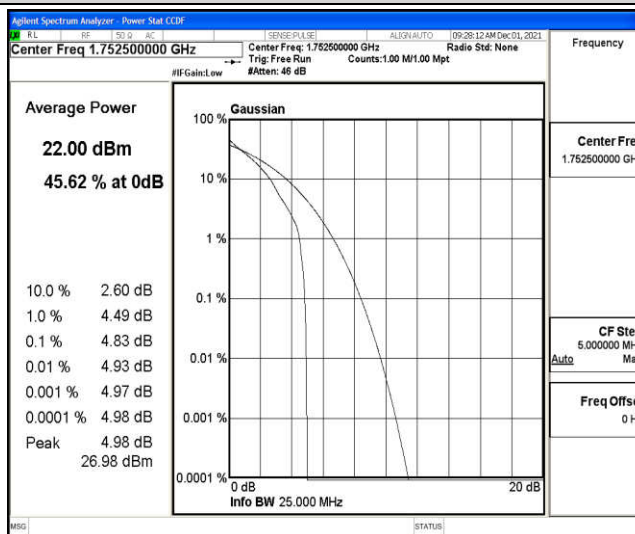 Agilent Spectrum Analyzer - Power Stat CCDF
RL RF 50 Ω AC SENSE:PULSE ALIGN AUTO 09:28:12 AM Dec 01, 2021
Center Freq 1.752500000 GHz
Center Freq: 1.752500000 GHz Radio Std: None
Trig: Free Run Counts:1.00 M/1.00 Mpt
#IFGain:Low #Atten: 46 dB
Frequency
Average Power
22.00 dBm
45.62 % at 0dB
10.0 % 2.60 dB
1.0 % 4.49 dB
0.1 % 4.83 dB
0.01 % 4.93 dB
0.001 % 4.97 dB
0.0001 % 4.98 dB
Peak 4.98 dB
26.98 dBm
Gaussian
100 %
10 %
1 %
0.1 %
0.01 %
0.001 %
0.0001 %
0 dB 20 dB
Info BW 25.000 MHz
Center Fre
1.752500000 GH
CF Ste
5.000000 MH
Auto Ma
Freq Offs
0 H
MSG STATUS